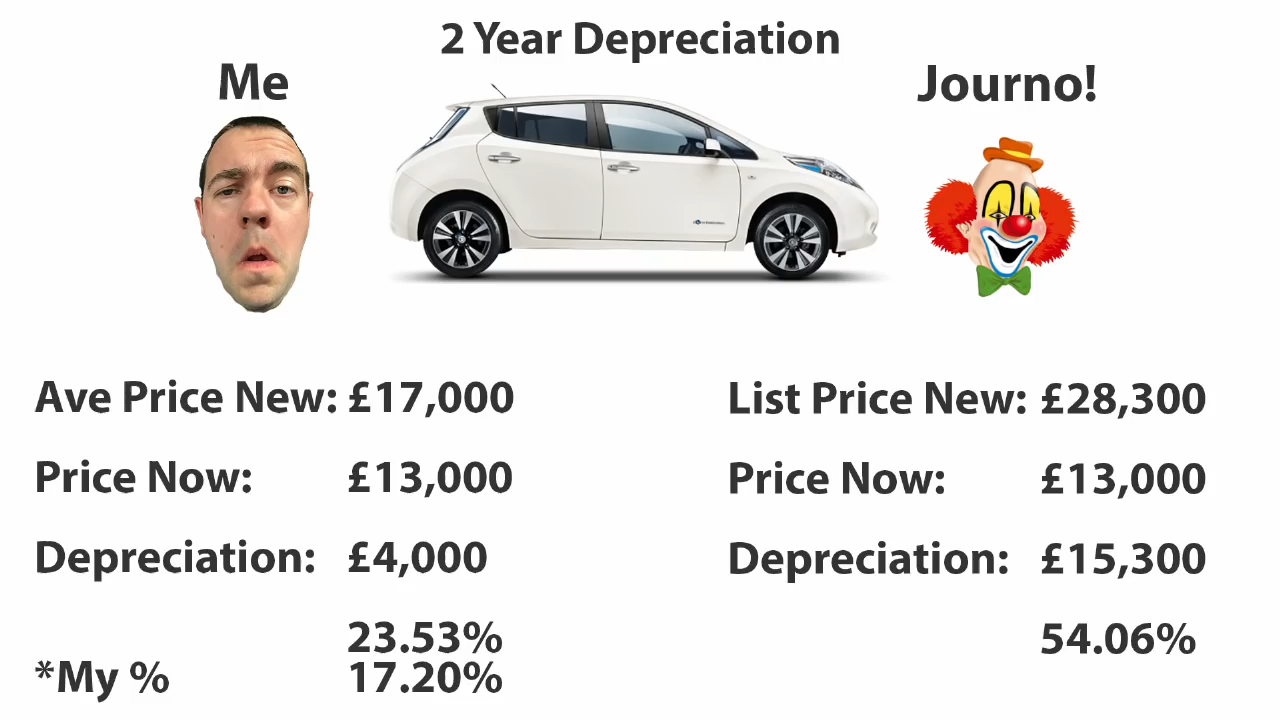 2 Year Depreciation
Me
Journo!
Ave Price New: £17,000
Price Now: £13,000
Depreciation: £4,000
23.53%
*My % 17.20%
List Price New: £28,300
Price Now: £13,000
Depreciation: £15,300
54.06%